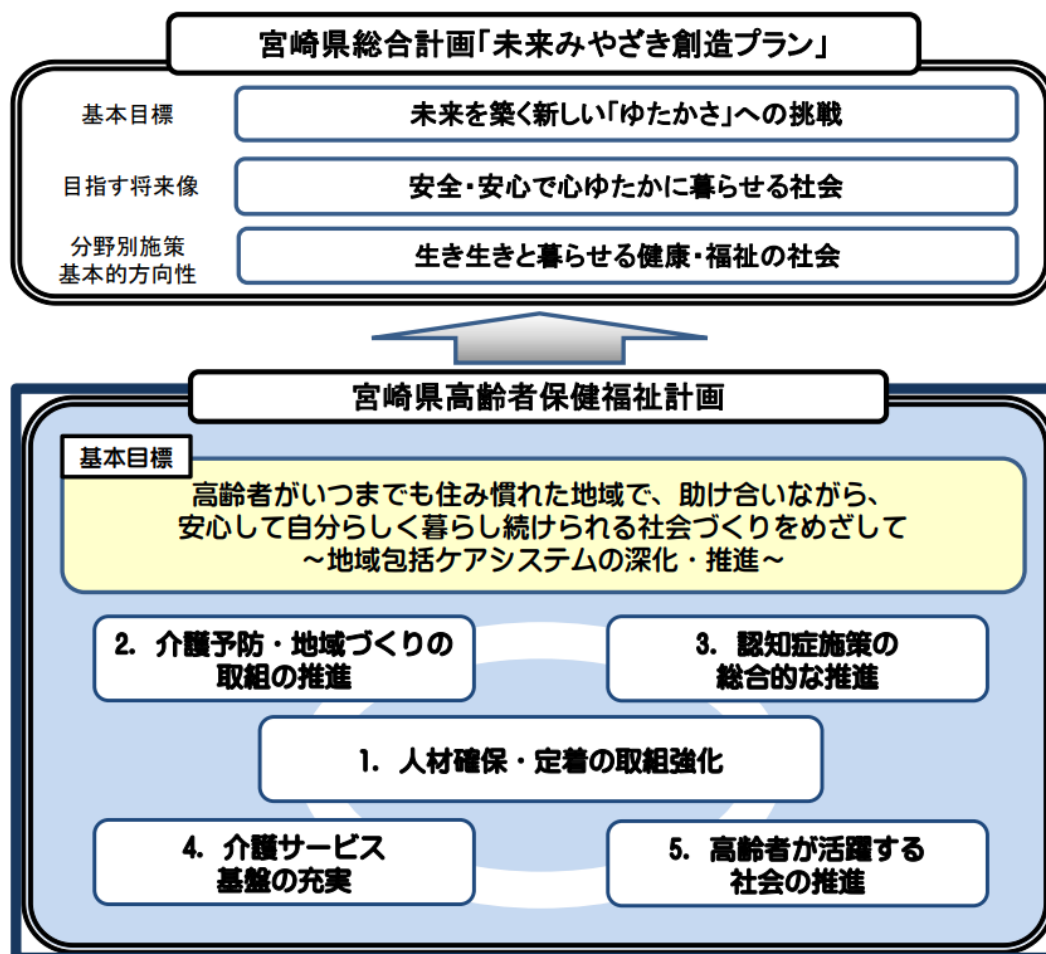 宮崎県総合計画「未来みやざき創造プラン」
基本目標
未来を築く新しい「ゆたかさ」への挑戦
目指す将来像
安全・安心で心ゆたかに暮らせる社会
分野別施策
基本的方向性
生き生きと暮らせる健康・福祉の社会
宮崎県高齢者保健福祉計画
基本目標
高齢者がいつまでも住み慣れた地域で、助け合いながら、
安心して自分らしく暮らし続けられる社会づくりをめざして
～地域包括ケアシステムの深化・推進～
2. 介護予防・地域づくりの
取組の推進
3. 認知症施策の
総合的な推進
1. 人材確保・定着の取組強化
4. 介護サービス
基盤の充実
5. 高齢者が活躍する
社会の推進